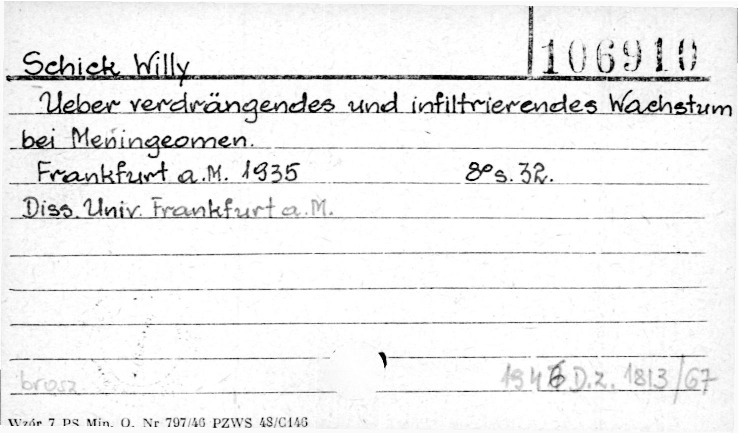 Schick Willy 106910
Ueber verdrängendes und infiltrierendes Wachstum
bei Meningeomen.
Frankfurt a.M. 1935 8° s. 32.
Diss. Univ. Frankfurt a.M.
brosz. D.z. 1813/67
Wzór 7 PS Min. O. Nr 797/46 PZWS 48/C146